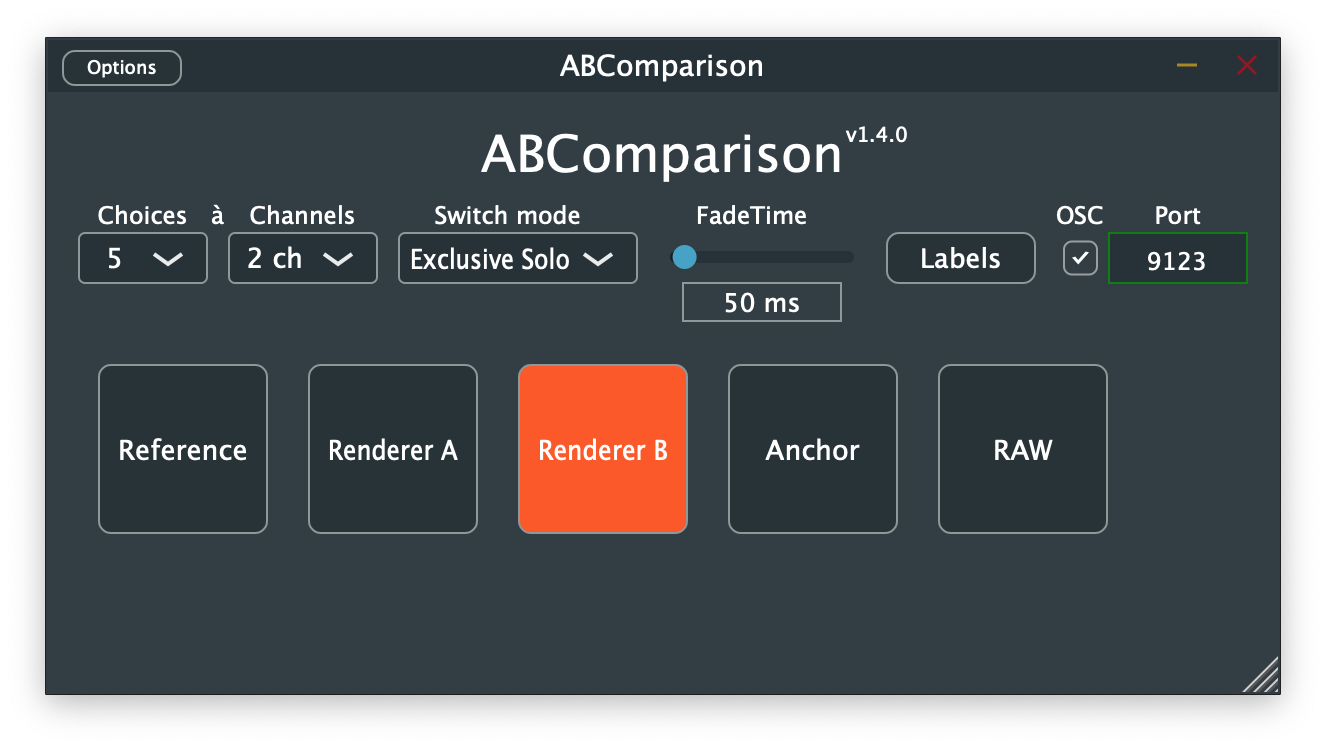 Options ABComparison
ABComparison v1.4.0
Choices à Channels Switch mode FadeTime OSC Port
5 2 ch Exclusive Solo Labels 9123
50 ms
Reference Renderer A Renderer B Anchor RAW